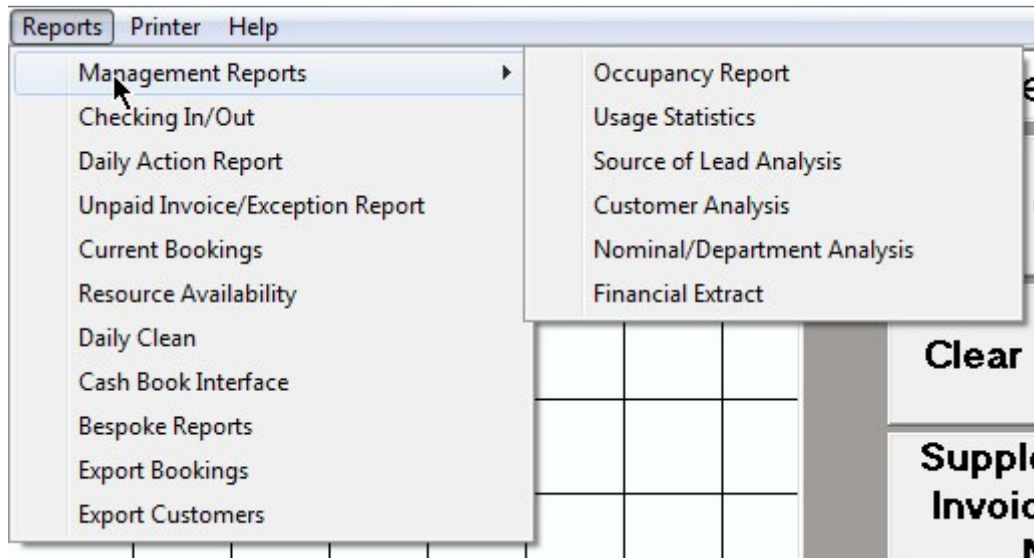 Reports Printer Help
Management Reports
Checking In/Out
Daily Action Report
Unpaid Invoice/Exception Report
Current Bookings
Resource Availability
Daily Clean
Cash Book Interface
Bespoke Reports
Export Bookings
Export Customers
Occupancy Report
Usage Statistics
Source of Lead Analysis
Customer Analysis
Nominal/Department Analysis
Financial Extract
Clear